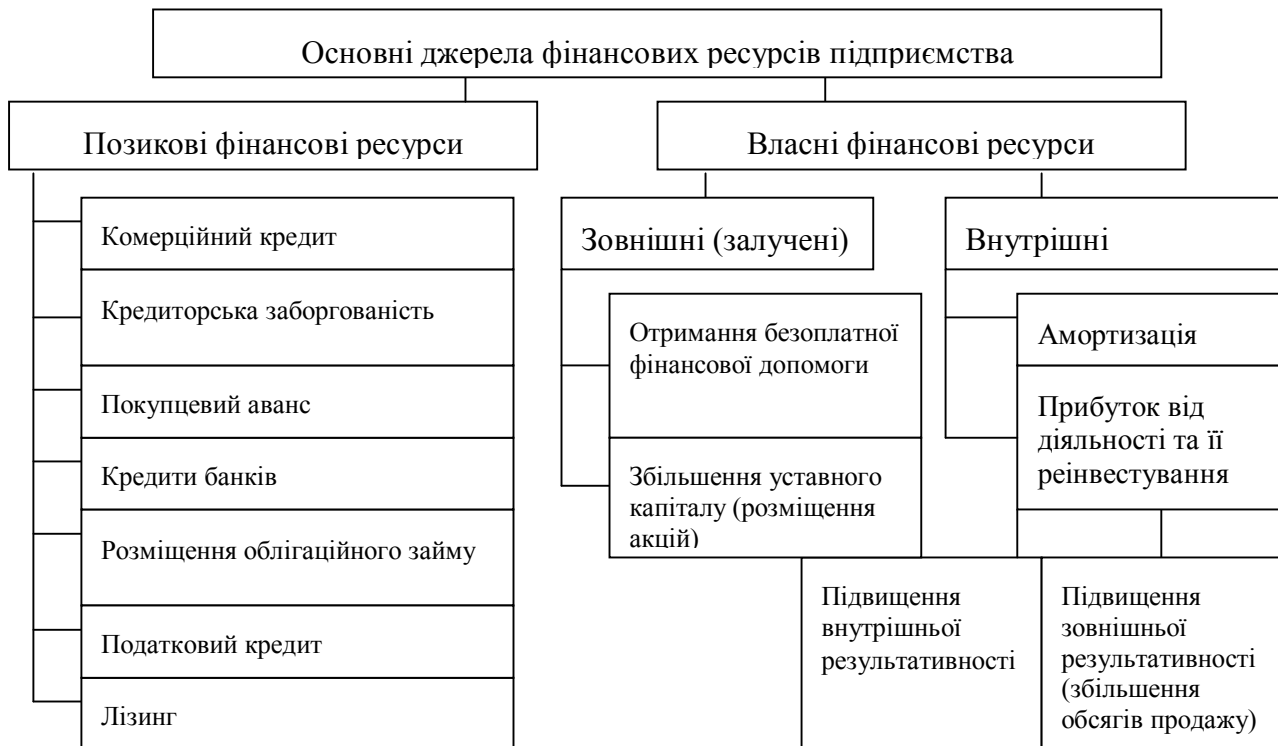 Основні джерела фінансових ресурсів підприємства
Позикові фінансові ресурси
Власні фінансові ресурси
Комерційний кредит
Кредиторська заборгованість
Покупцевий аванс
Кредити банків
Розміщення облігаційного займу
Податковий кредит
Лізинг
Зовнішні (залучені)
Отримання безоплатної
фінансової допомоги
Збільшення уставного
капіталу (розміщення
акцій)
Внутрішні
Амортизація
Прибуток від
діяльності та її
реінвестування
Підвищення
внутрішньої
результативності
Підвищення
зовнішньої
результативності
(збільшення
обсягів продажу)